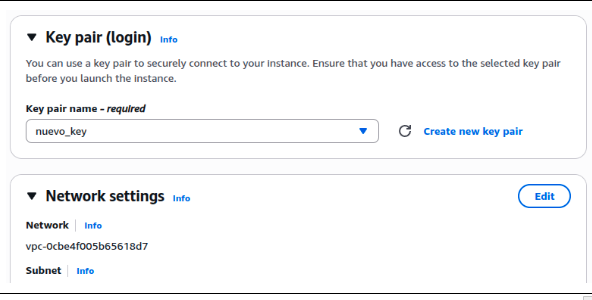 Key pair (login) Info
You can use a key pair to securely connect to your instance. Ensure that you have access to the selected key pair
before you launch the instance.
Key pair name - required
nuevo_key
Create new key pair
Network settings Info
Edit
Network Info
vpc-0cbe4f005b65618d7
Subnet Info